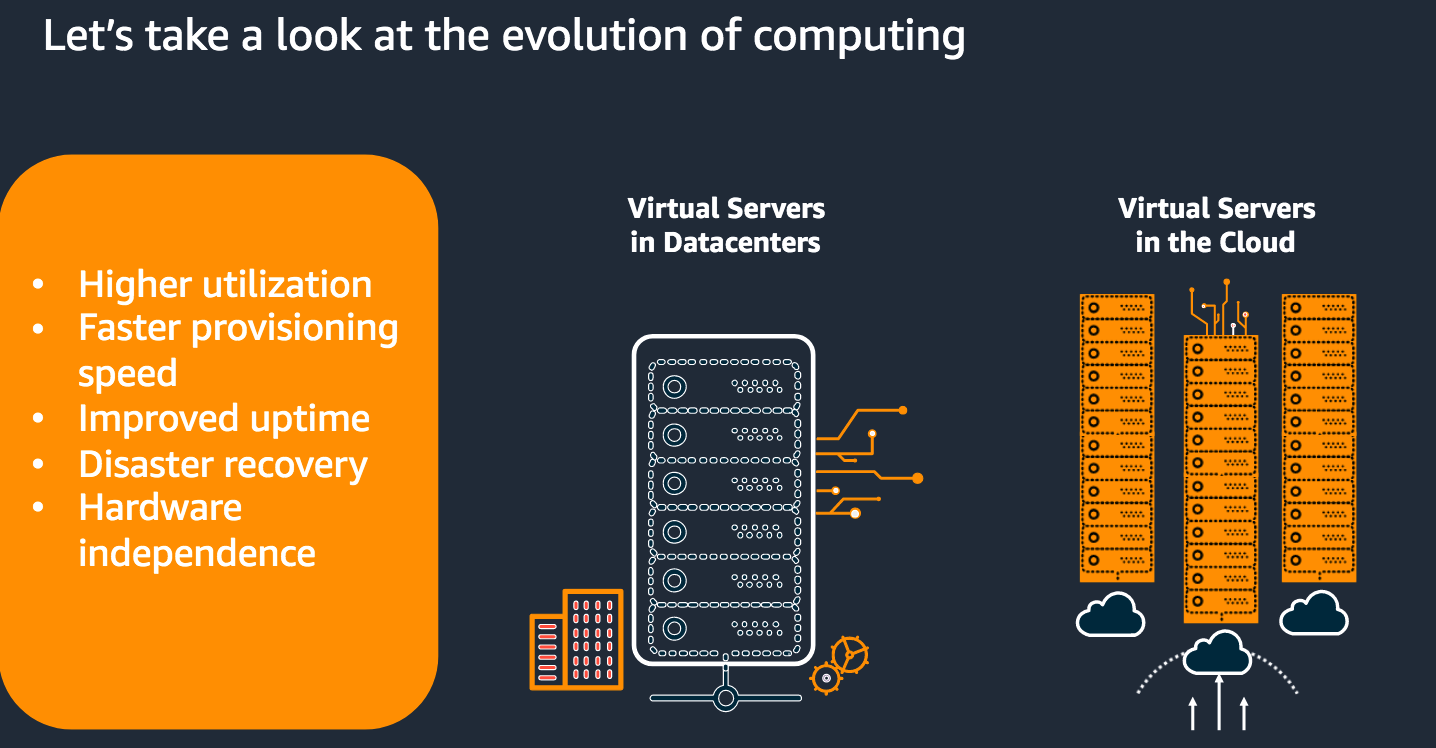 Let’s take a look at the evolution of computing
• Higher utilization
• Faster provisioning
speed
• Improved uptime
• Disaster recovery
• Hardware
independence
Virtual Servers
in Datacenters
Virtual Servers
in the Cloud